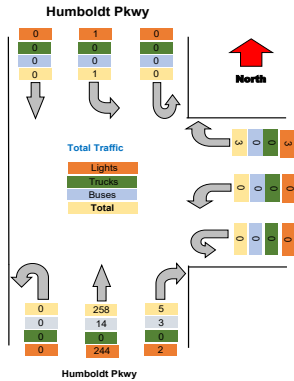 Humboldt Pkwy
0 1 0
0 0 0
0 0 0
0 1 0
North
3 0 0 3
Total Traffic
Lights
Trucks
Buses
Total
0 0 0 0
0 0 0 0
0 258 5
0 14 3
0 0 0
0 244 2
Humboldt Pkwy